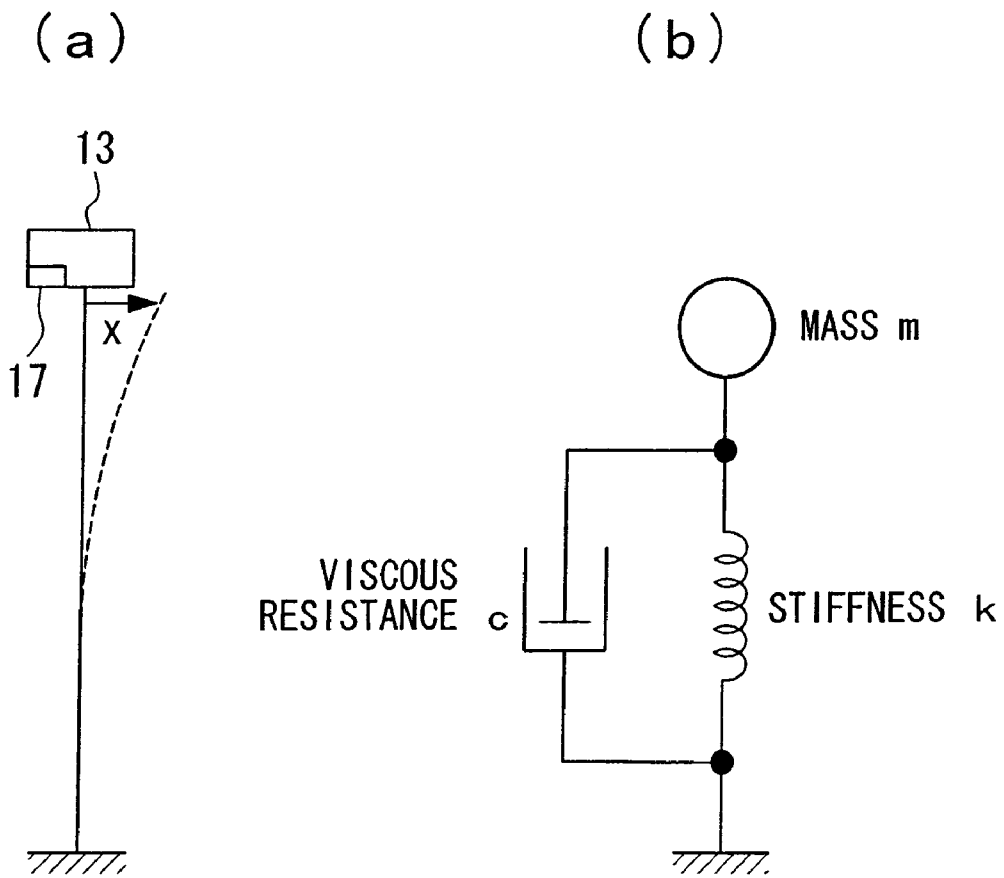 (a)
(b)
13
X
17
MASS m
VISCOUS
RESISTANCE c
STIFFNESS k